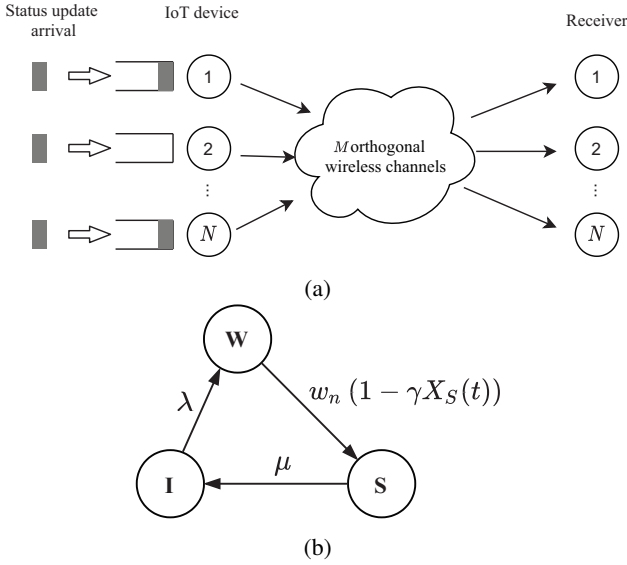 Status update arrival
IoT device
Receiver
1
1
2
M orthogonal wireless channels
2
⋮
⋮
N
N
(a)
W
λ
w_n (1 − γX_S(t))
I
μ
S
(b)